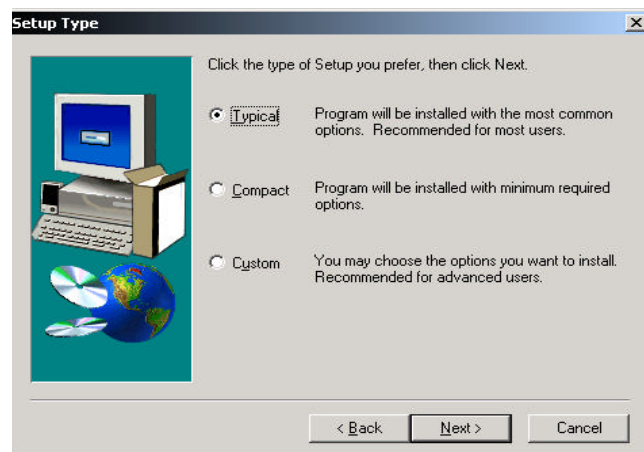 Setup Type
Click the type of Setup you prefer, then click Next.
Typical Program will be installed with the most common
options. Recommended for most users.
Compact Program will be installed with minimum required
options.
Custom You may choose the options you want to install.
Recommended for advanced users.
< Back Next > Cancel